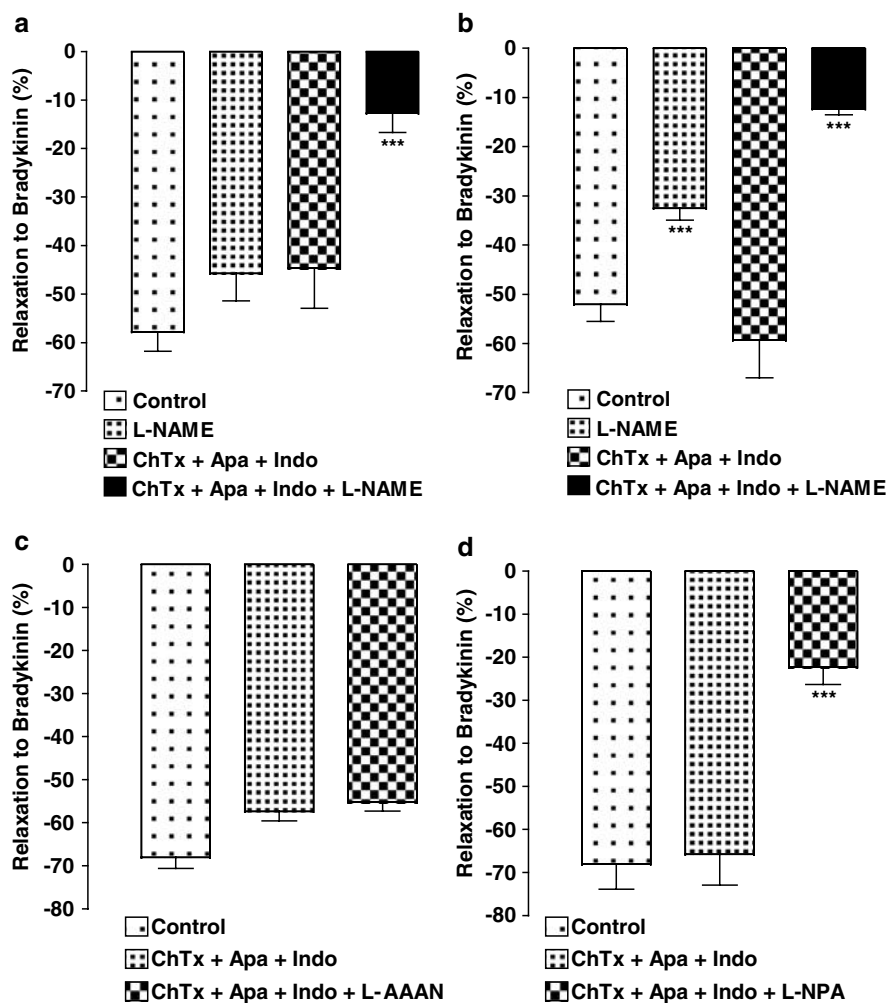 a
Relaxation to Bradykinin (%)
0
-10
-20
-30
-40
-50
-60
-70
***
Control
L-NAME
ChTx + Apa + Indo
ChTx + Apa + Indo + L-NAME
b
Relaxation to Bradykinin (%)
0
-10
-20
-30
-40
-50
-60
-70
***
***
Control
L-NAME
ChTx + Apa + Indo
ChTx + Apa + Indo + L-NAME
c
Relaxation to Bradykinin (%)
0
-10
-20
-30
-40
-50
-60
-70
-80
Control
ChTx + Apa + Indo
ChTx + Apa + Indo + L-AAAN
d
Relaxation to Bradykinin (%)
0
-10
-20
-30
-40
-50
-60
-70
-80
***
Control
ChTx + Apa + Indo
ChTx + Apa + Indo + L-NPA